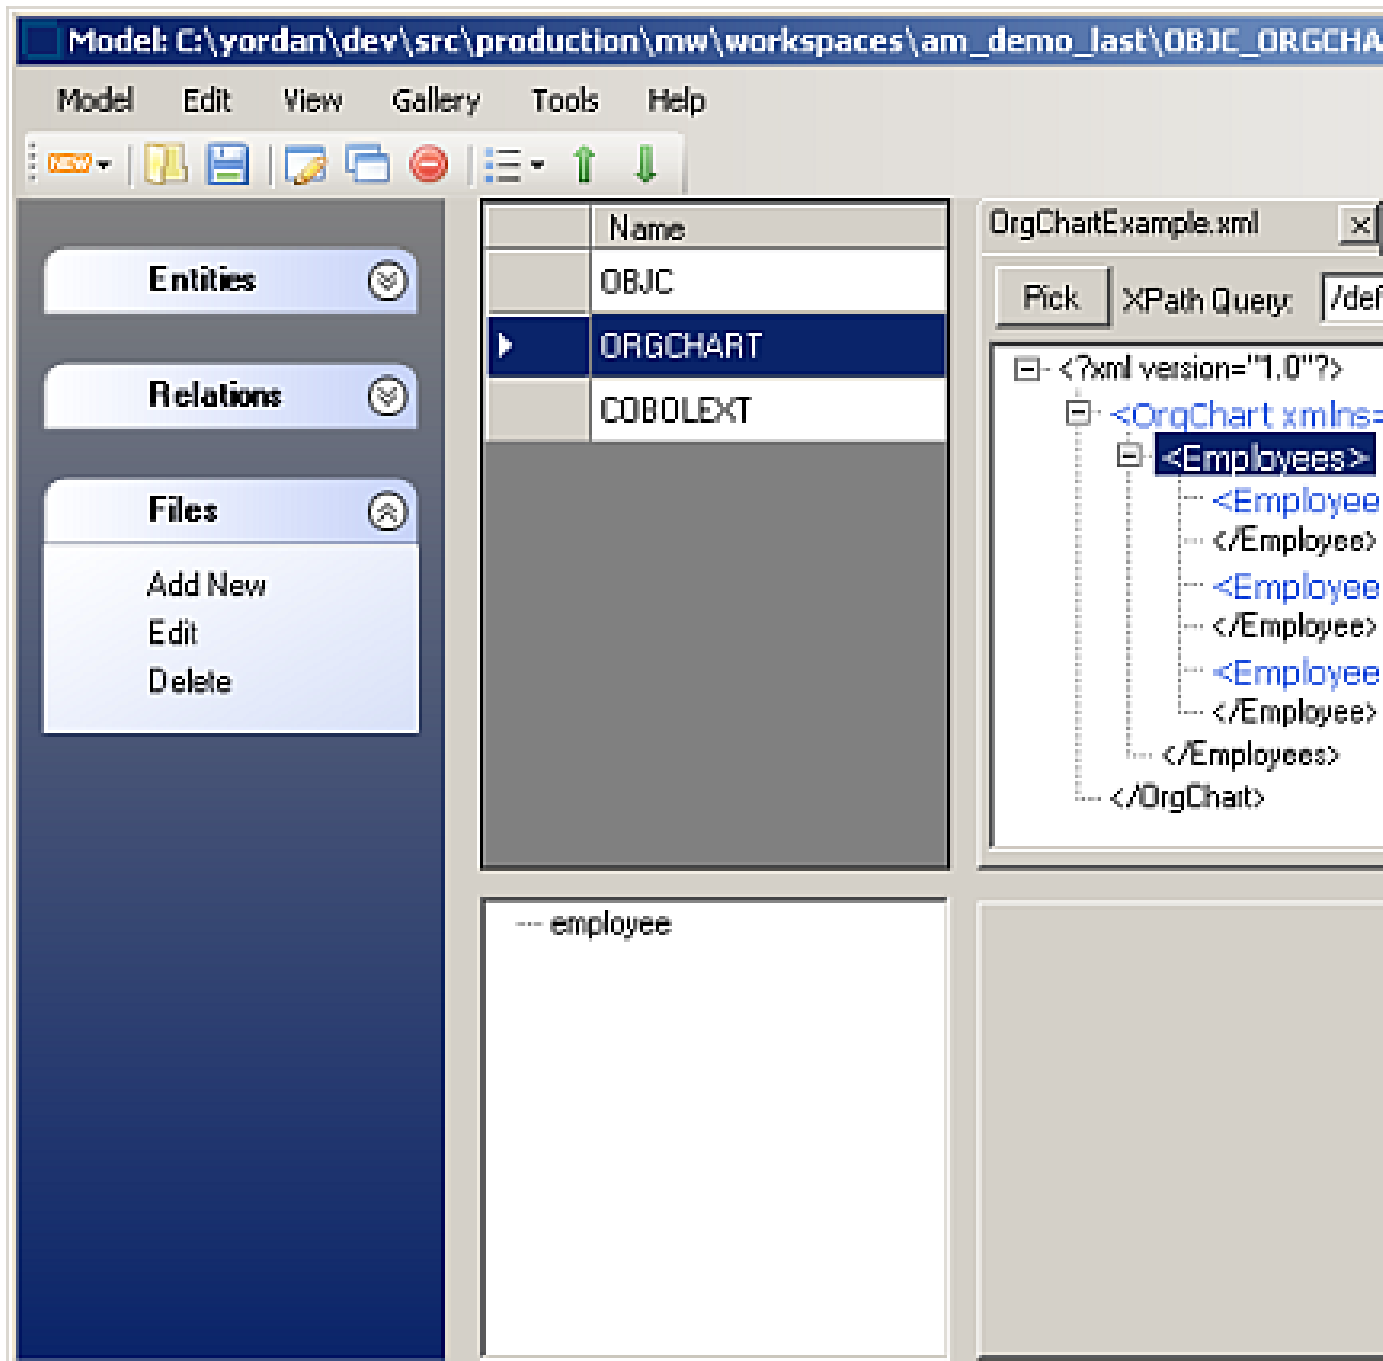 Model: C:\yordan\dev\src\production\mw\workspaces\am_demo_last\OBJC_ORGCHA
Model Edit View Gallery Tools Help
NEW
Entities
Relations
Files
Add New
Edit
Delete
Name
OBJC
ORGCHART
COBOLEXT
employee
OrgChartExample.xml
Pick XPath Query: /def
<?xml version="1.0"?>
<OrgChart xmlns=
<Employees>
<Employee
</Employee>
<Employee
</Employee>
<Employee
</Employee>
</Employees>
</OrgChart>